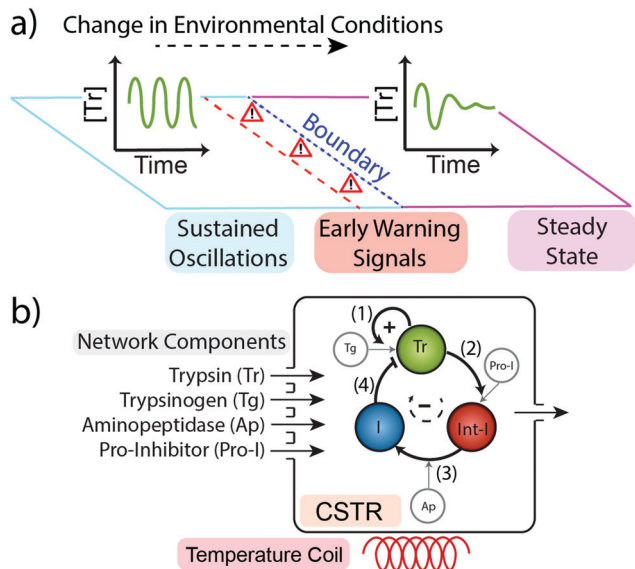 a)
Change in Environmental Conditions
[Tr]
Time
!
!
!
Boundary
[Tr]
Time
Sustained
Oscillations
Early Warning
Signals
Steady
State
b)
Network Components
Trypsin (Tr)
Trypsinogen (Tg)
Aminopeptidase (Ap)
Pro-Inhibitor (Pro-I)
(1)
+
Tg
Tr
(2)
Pro-I
(4)
–
I
Int-I
(3)
Ap
CSTR
Temperature Coil